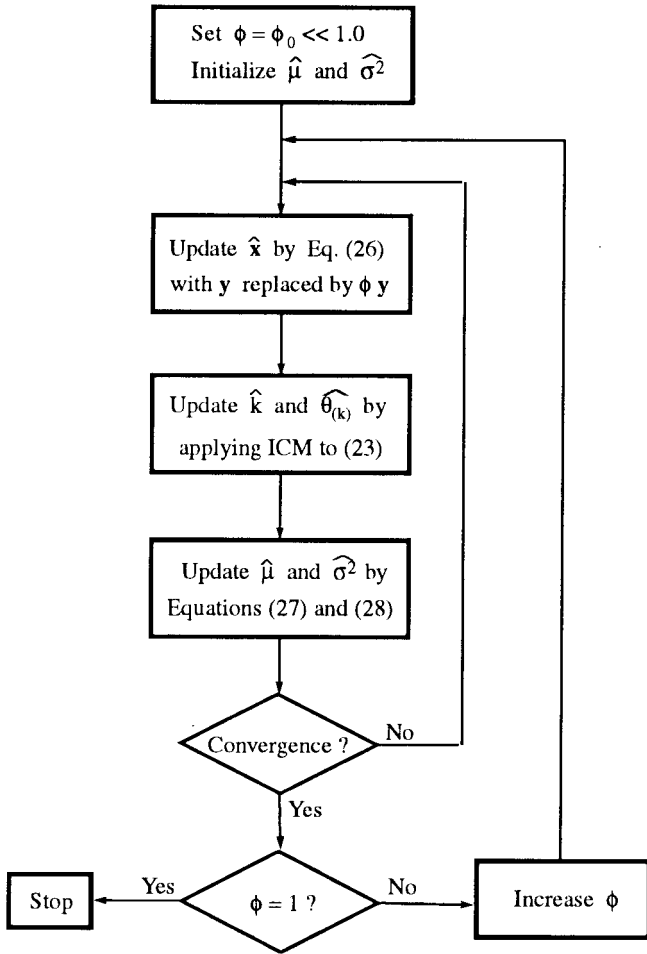 Set ϕ = ϕ₀ << 1.0
Initialize μ̂ and σ̂²
Update x̂ by Eq. (26)
with y replaced by ϕ y
Update k̂ and θ̂₍ₖ₎ by
applying ICM to (23)
Update μ̂ and σ̂² by
Equations (27) and (28)
Convergence ?
No
Yes
Stop
Yes
ϕ = 1 ?
No
Increase ϕ